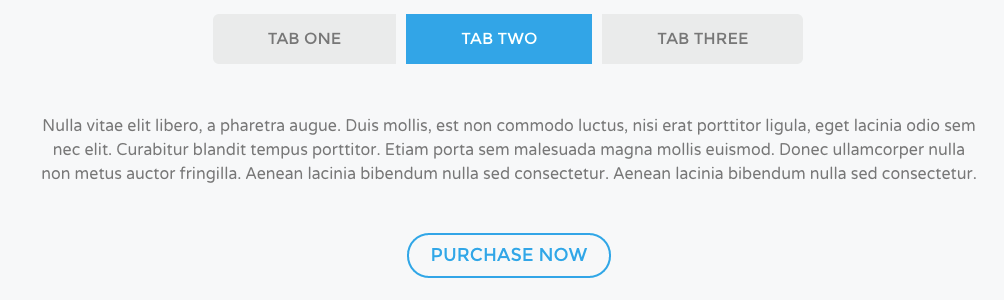 TAB ONE
TAB TWO
TAB THREE
Nulla vitae elit libero, a pharetra augue. Duis mollis, est non commodo luctus, nisi erat porttitor ligula, eget lacinia odio sem
nec elit. Curabitur blandit tempus porttitor. Etiam porta sem malesuada magna mollis euismod. Donec ullamcorper nulla
non metus auctor fringilla. Aenean lacinia bibendum nulla sed consectetur. Aenean lacinia bibendum nulla sed consectetur.
PURCHASE NOW